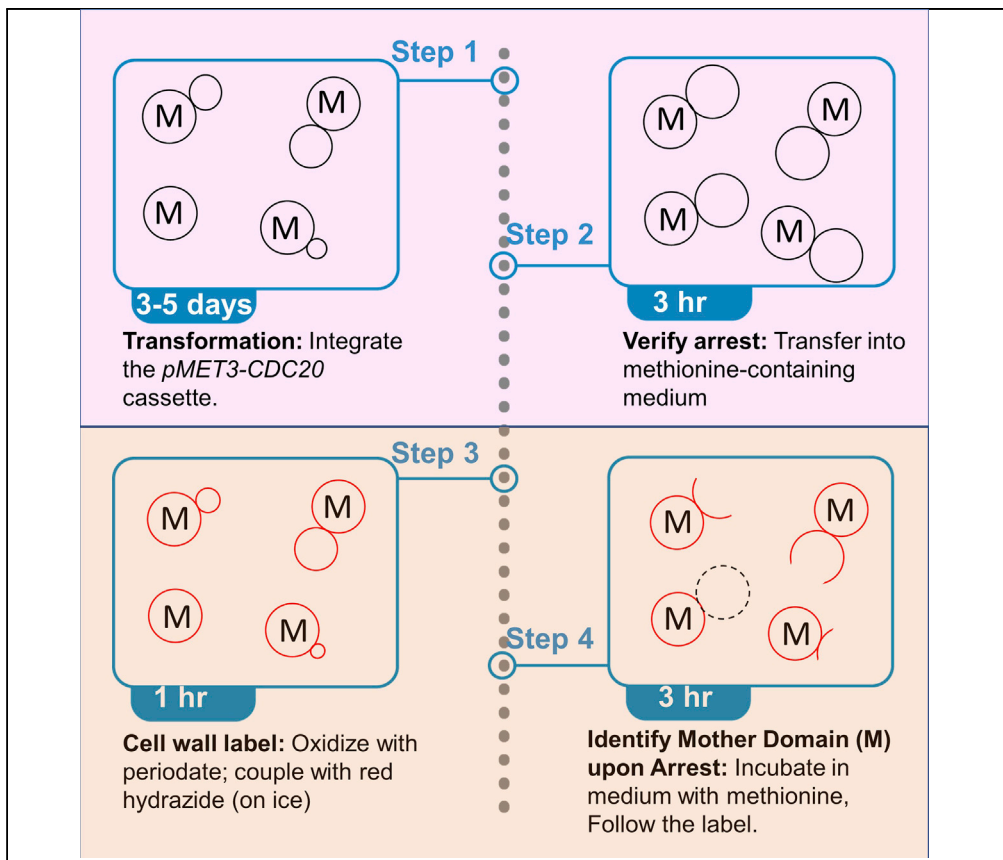 Step 1
M
M
M
M
3-5 days
Transformation: Integrate
the pMET3-CDC20
cassette.
Step 2
M
M
M
M
3 hr
Verify arrest: Transfer into
methionine-containing
medium
Step 3
M
M
M
M
1 hr
Cell wall label: Oxidize with
periodate; couple with red
hydrazide (on ice)
Step 4
M
M
M
M
3 hr
Identify Mother Domain (M)
upon Arrest: Incubate in
medium with methionine,
Follow the label.